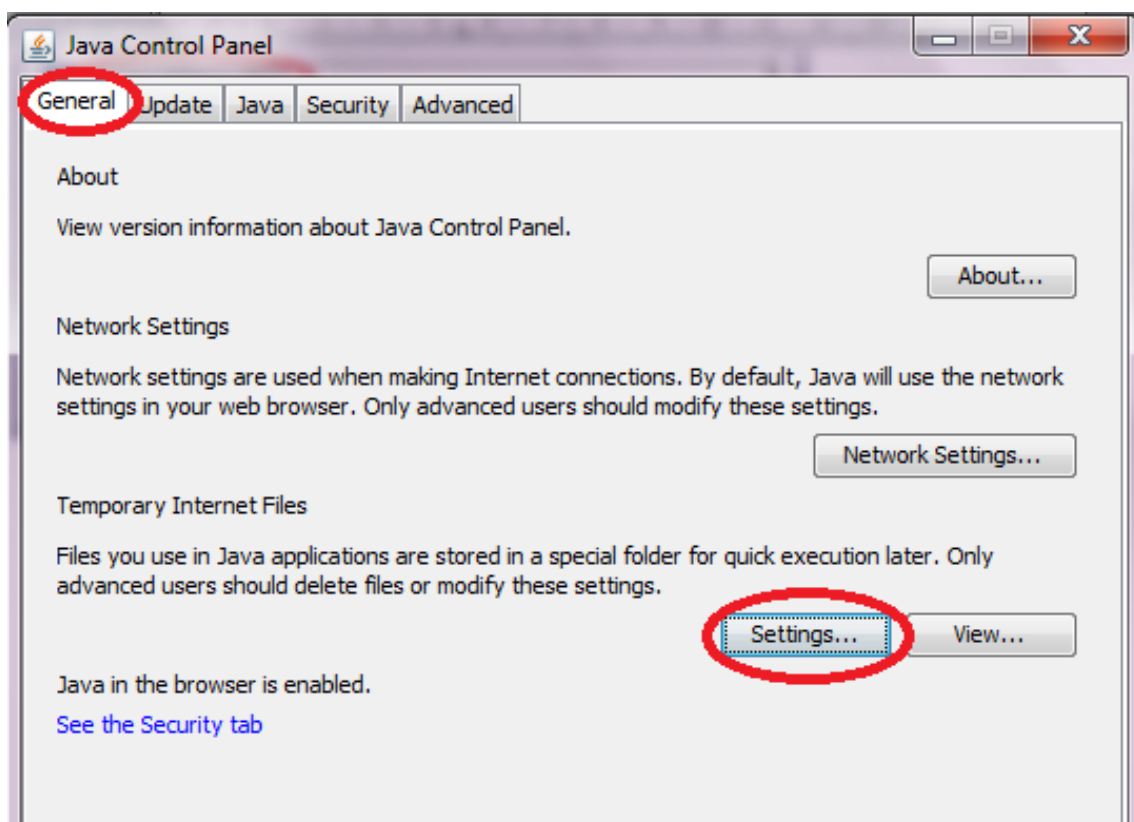 Java Control Panel
General Update Java Security Advanced
About
View version information about Java Control Panel.
About...
Network Settings
Network settings are used when making Internet connections. By default, Java will use the network
settings in your web browser. Only advanced users should modify these settings.
Network Settings...
Temporary Internet Files
Files you use in Java applications are stored in a special folder for quick execution later. Only
advanced users should delete files or modify these settings.
Settings... View...
Java in the browser is enabled.
See the Security tab